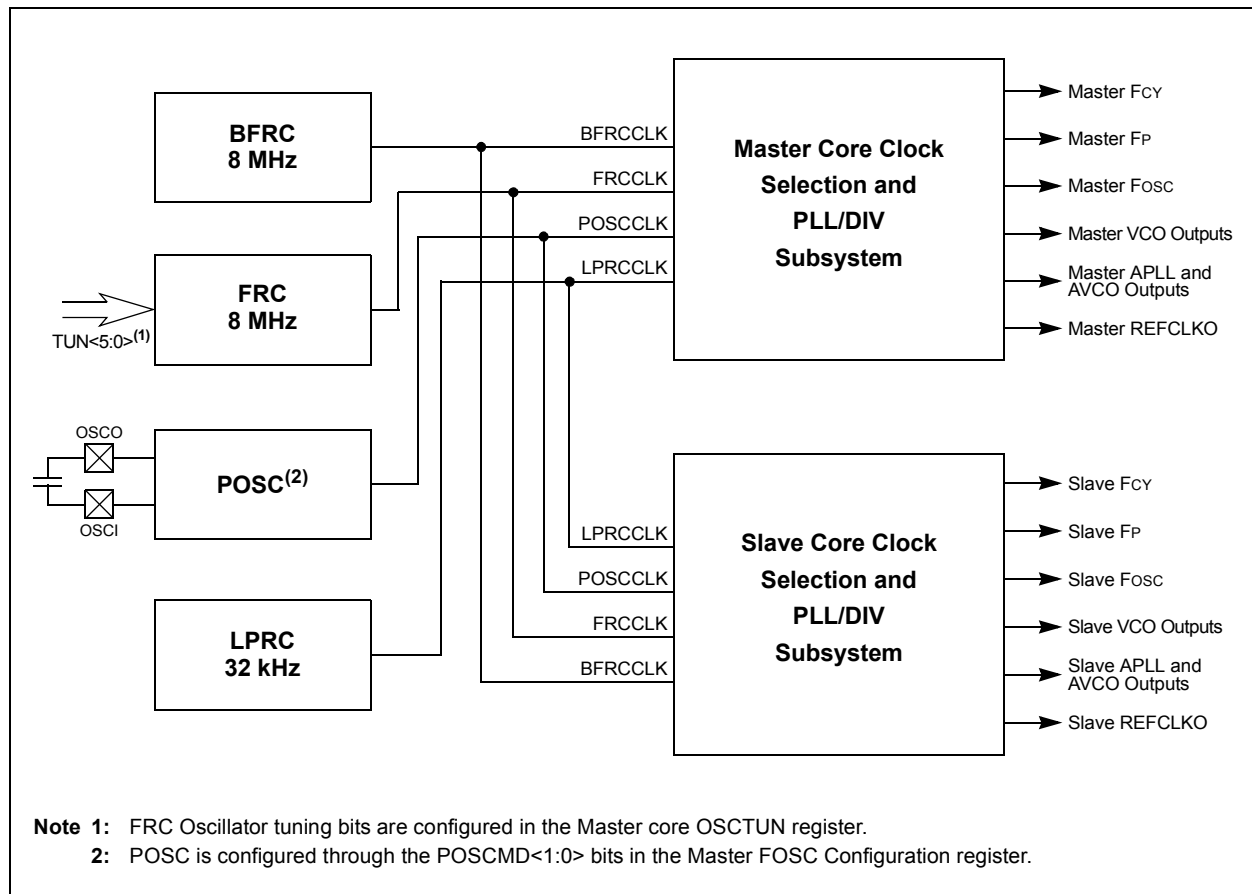 BFRC
8 MHz
FRC
8 MHz
TUN<5:0>(1)
OSCO
OSCI
POSC(2)
LPRC
32 kHz
BFRCCLK
FRCCLK
POSCCLK
LPRCCLK
Master Core Clock
Selection and
PLL/DIV
Subsystem
Master FCY
Master FP
Master FOSC
Master VCO Outputs
Master APLL and
AVCO Outputs
Master REFCLKO
LPRCCLK
POSCCLK
FRCCLK
BFRCCLK
Slave Core Clock
Selection and
PLL/DIV
Subsystem
Slave FCY
Slave FP
Slave FOSC
Slave VCO Outputs
Slave APLL and
AVCO Outputs
Slave REFCLKO
Note 1: FRC Oscillator tuning bits are configured in the Master core OSCTUN register.
2: POSC is configured through the POSCMD<1:0> bits in the Master FOSC Configuration register.